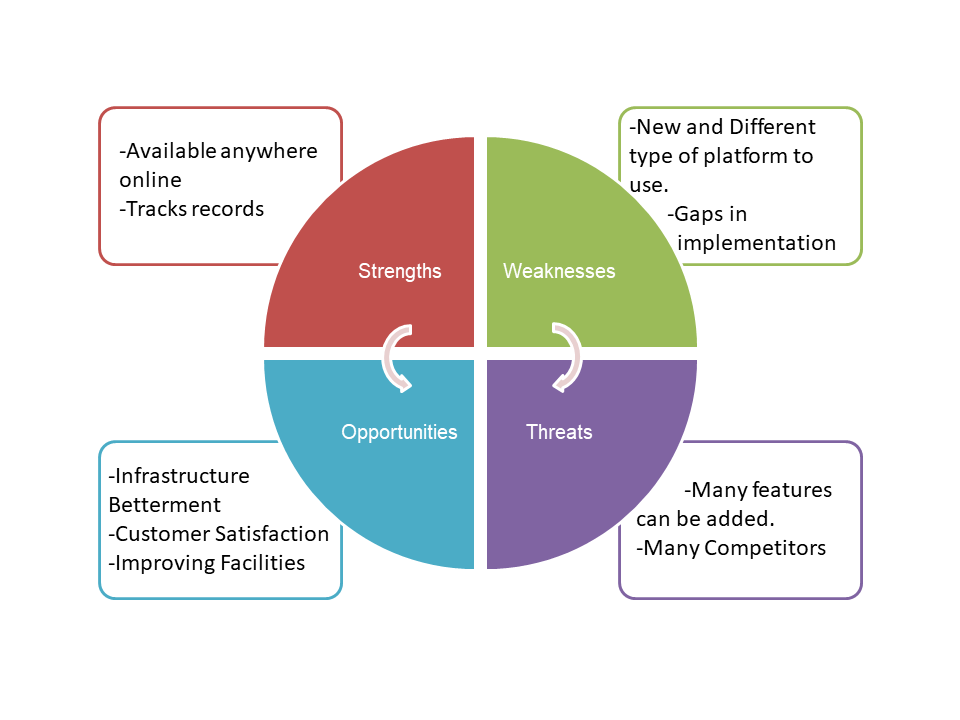 -Available anywhere
online
-Tracks records
-New and Different
type of platform to
use.
-Gaps in
implementation
Strengths
Weaknesses
Opportunities
Threats
-Infrastructure
Betterment
-Customer Satisfaction
-Improving Facilities
-Many features
can be added.
-Many Competitors